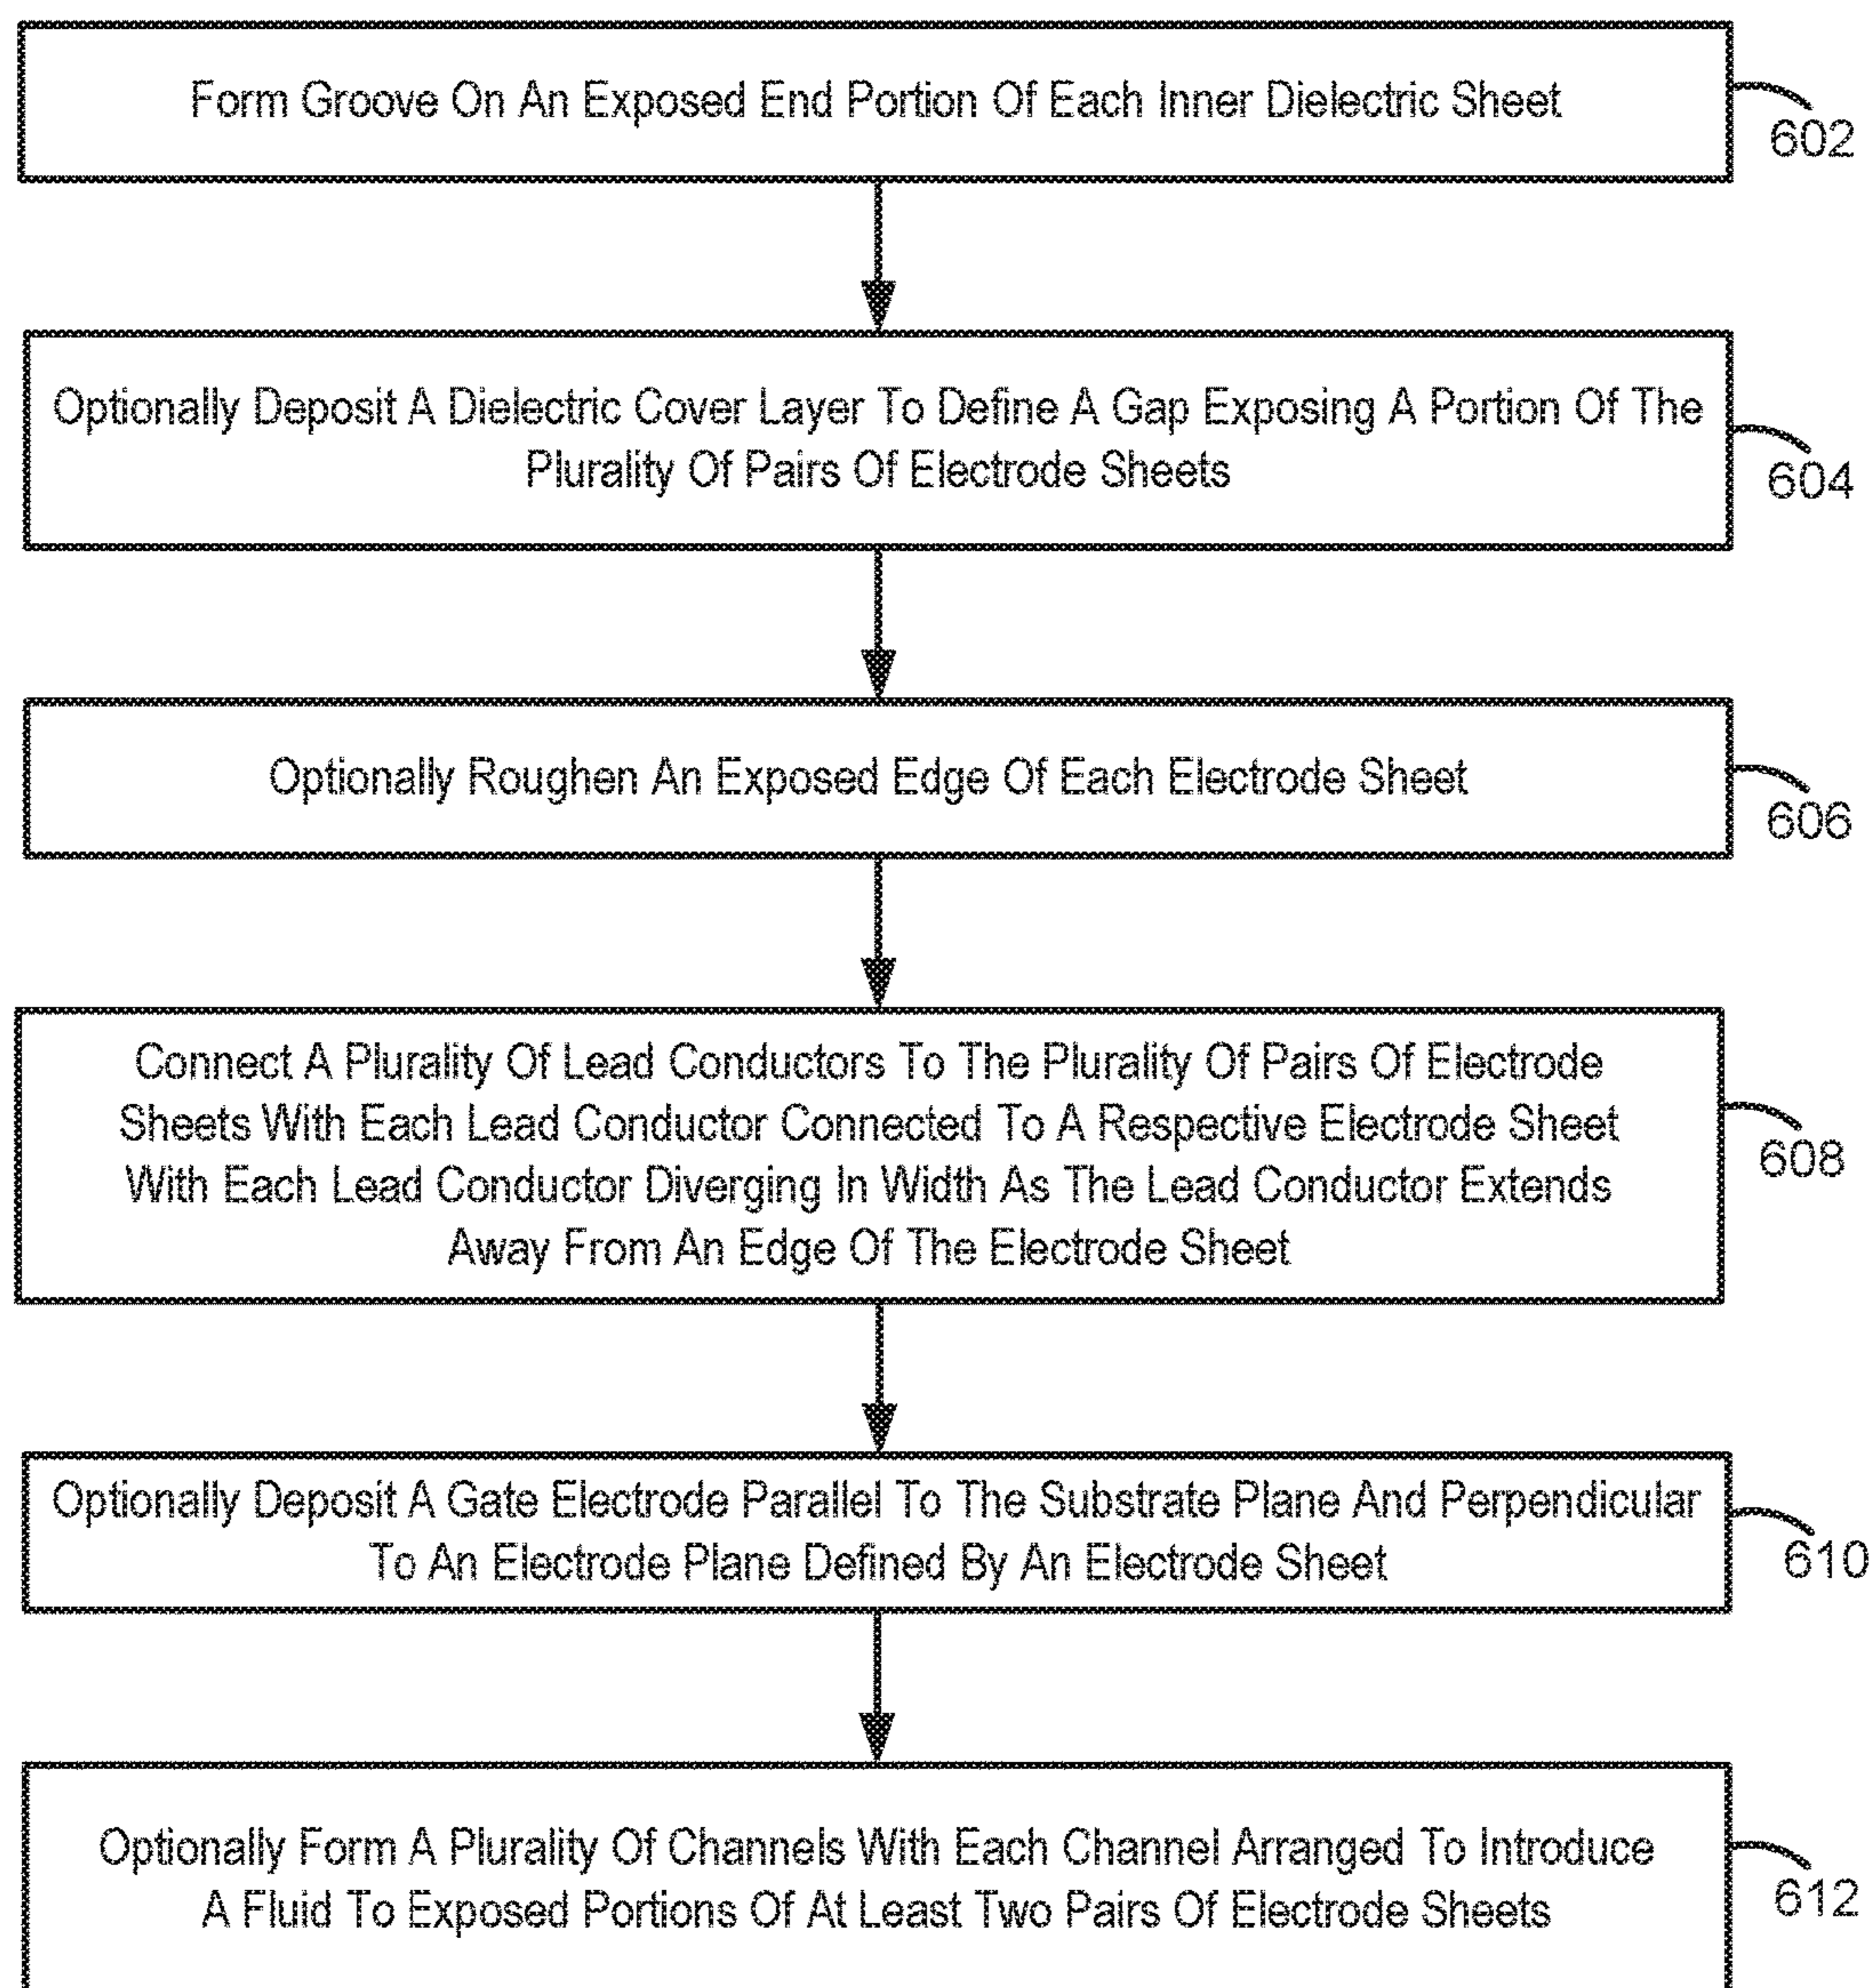 Form Groove On An Exposed End Portion Of Each Inner Dielectric Sheet
602
Optionally Deposit A Dielectric Cover Layer To Define A Gap Exposing A Portion Of The
Plurality Of Pairs Of Electrode Sheets
604
Optionally Roughen An Exposed Edge Of Each Electrode Sheet
606
Connect A Plurality Of Lead Conductors To The Plurality Of Pairs Of Electrode
Sheets With Each Lead Conductor Connected To A Respective Electrode Sheet
With Each Lead Conductor Diverging In Width As The Lead Conductor Extends
Away From An Edge Of The Electrode Sheet
608
Optionally Deposit A Gate Electrode Parallel To The Substrate Plane And Perpendicular
To An Electrode Plane Defined By An Electrode Sheet
610
Optionally Form A Plurality Of Channels With Each Channel Arranged To Introduce
A Fluid To Exposed Portions Of At Least Two Pairs Of Electrode Sheets
612